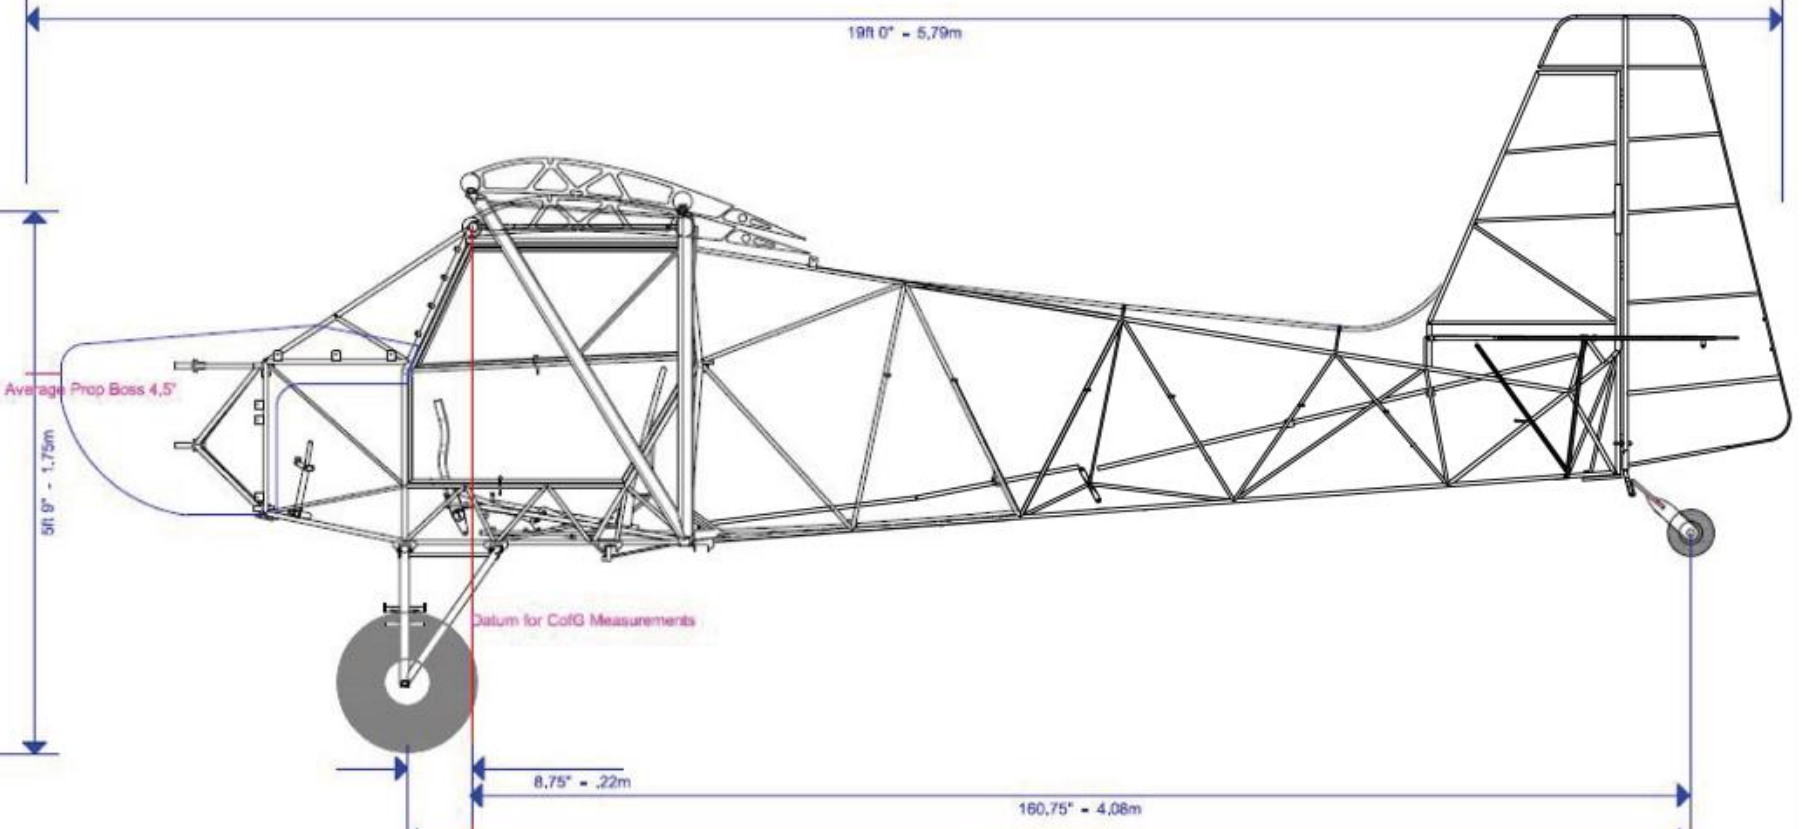 19ft 0" - 5,79m
Average Prop Boss 4,5"
5ft 9" - 1.75m
Datum for CofG Measurements
8,75" - .22m
160,75" - 4,08m